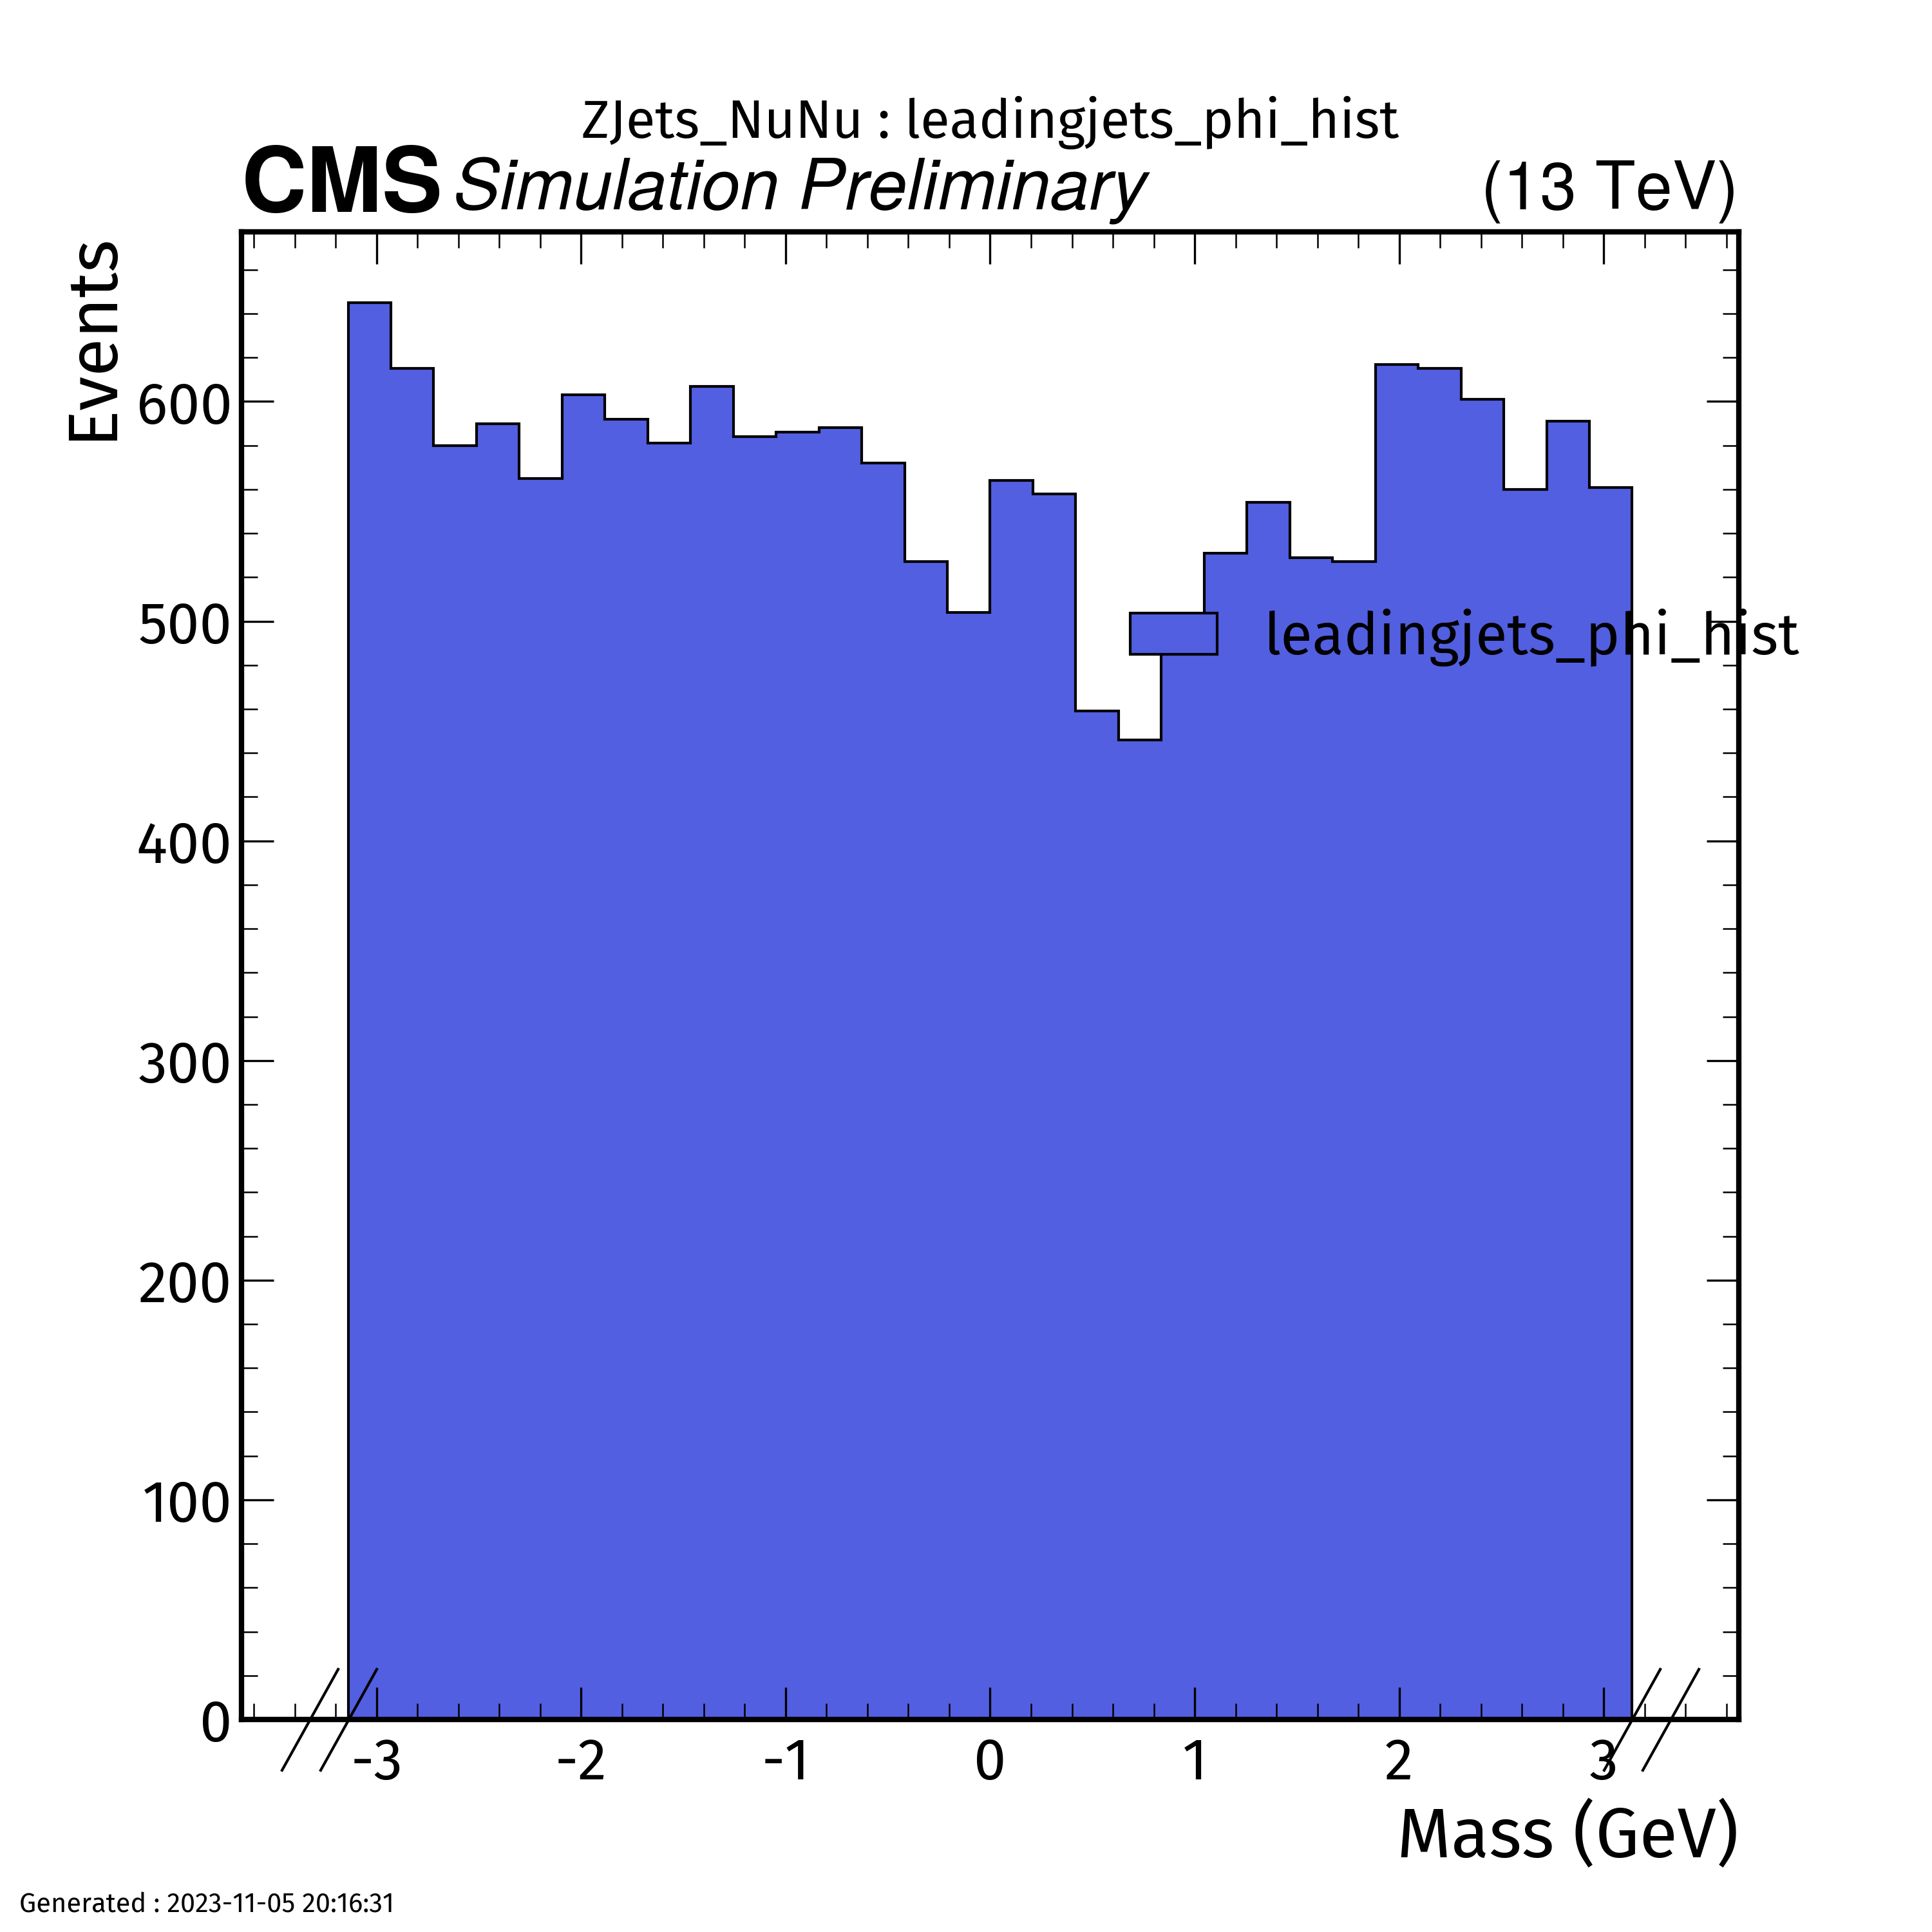 ZJets_NuNu : leadingjets_phi_hist
CMS Simulation Preliminary (13 TeV)
Events
600
500
400
300
200
100
0
leadingjets_phi_hist
-3 -2 -1 0 1 2 3
Mass (GeV)
Generated : 2023-11-05 20:16:31